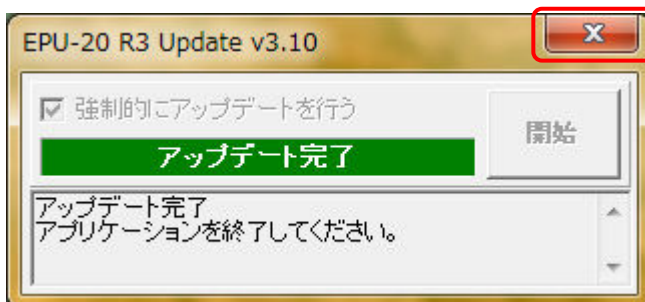 EPU-20 R3 Update v3.10
強制的にアップデートを行う
開始
アップデート完了
アップデート完了
アプリケーションを終了してください。